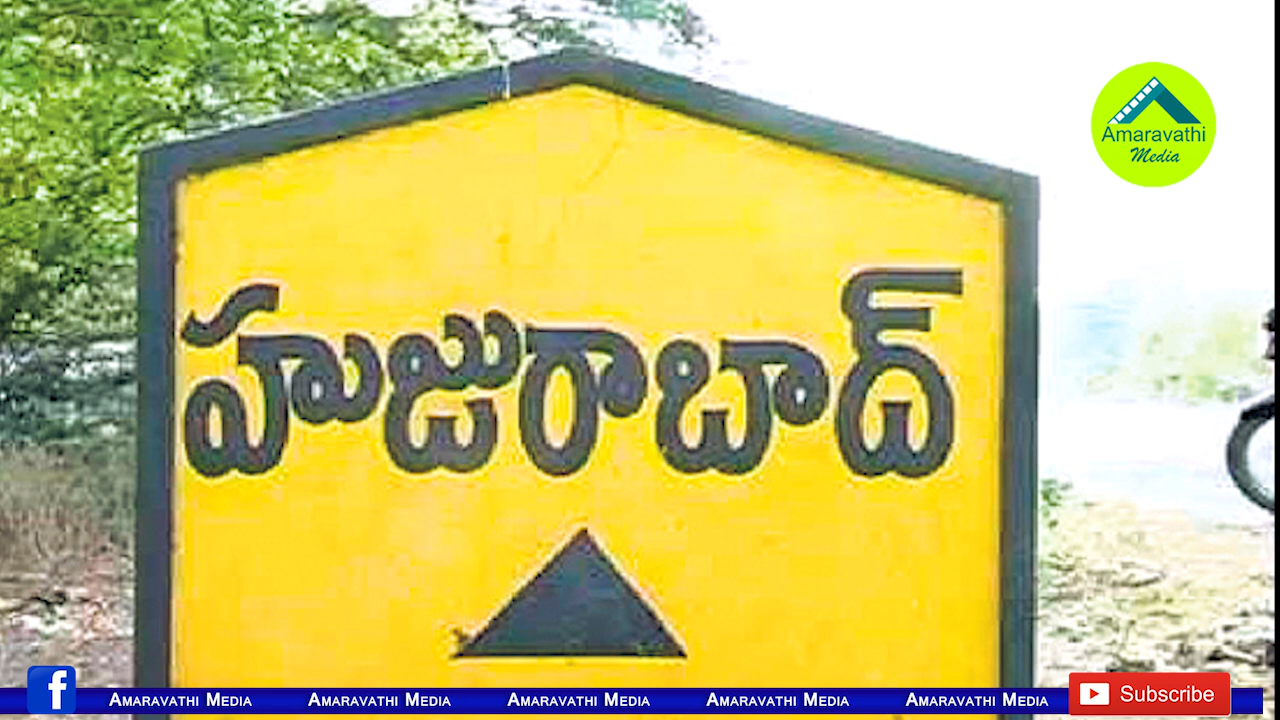 Amaravathi
Media
హుజురాబాద్
f AMARAVATHI MEDIA AMARAVATHI MEDIA AMARAVATHI MEDIA AMARAVATHI MEDIA AMARAVATHI MEDIA Subscribe